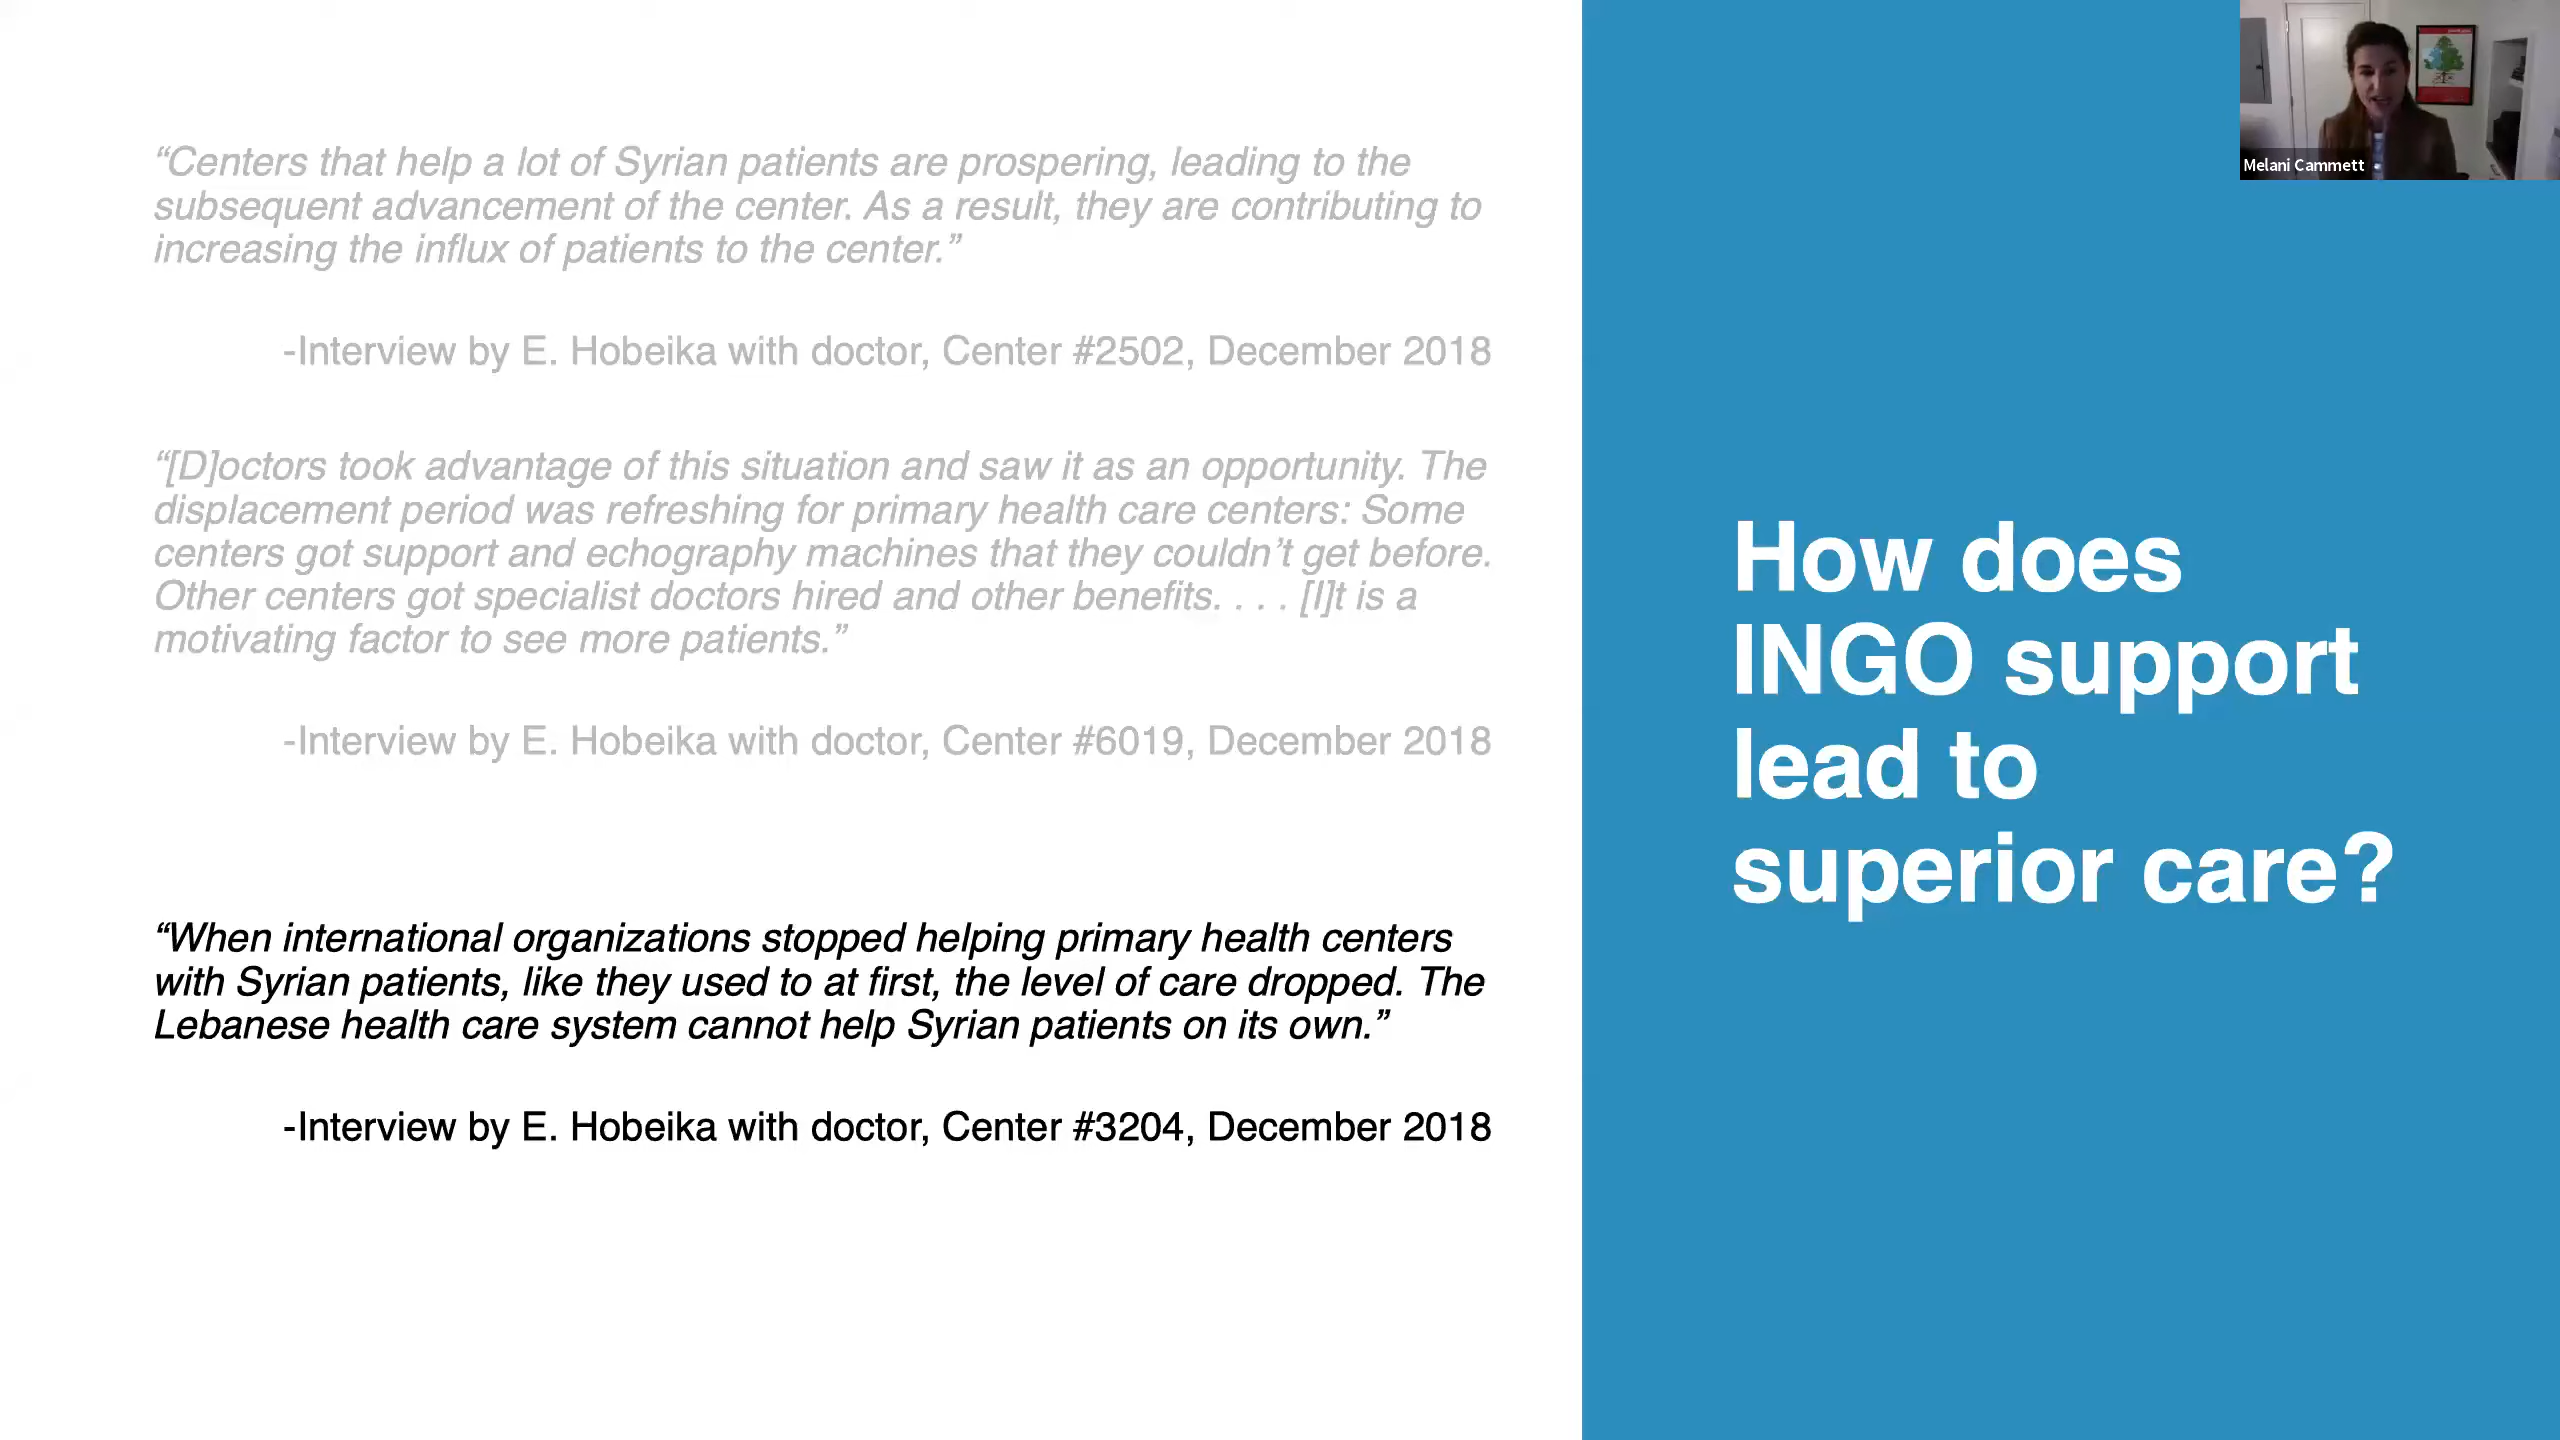 “Centers that help a lot of Syrian patients are prospering, leading to the
subsequent advancement of the center. As a result, they are contributing to
increasing the influx of patients to the center.”
-Interview by E. Hobeika with doctor, Center #2502, December 2018
“[D]octors took advantage of this situation and saw it as an opportunity. The
displacement period was refreshing for primary health care centers: Some
centers got support and echography machines that they couldn’t get before.
Other centers got specialist doctors hired and other benefits. . . . [I]t is a
motivating factor to see more patients.”
-Interview by E. Hobeika with doctor, Center #6019, December 2018
“When international organizations stopped helping primary health centers
with Syrian patients, like they used to at first, the level of care dropped. The
Lebanese health care system cannot help Syrian patients on its own.”
-Interview by E. Hobeika with doctor, Center #3204, December 2018
How does
INGO support
lead to
superior care?
Melani Cammett